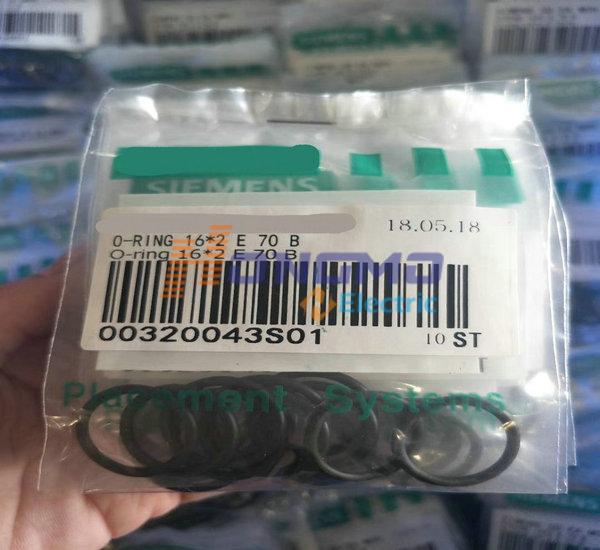 SIEMENS
18.05.18
O-RING 16*2 E 70 B
O-ring 16*2 E 70 B
00320043S01
10 ST
Electric
Placement Systems